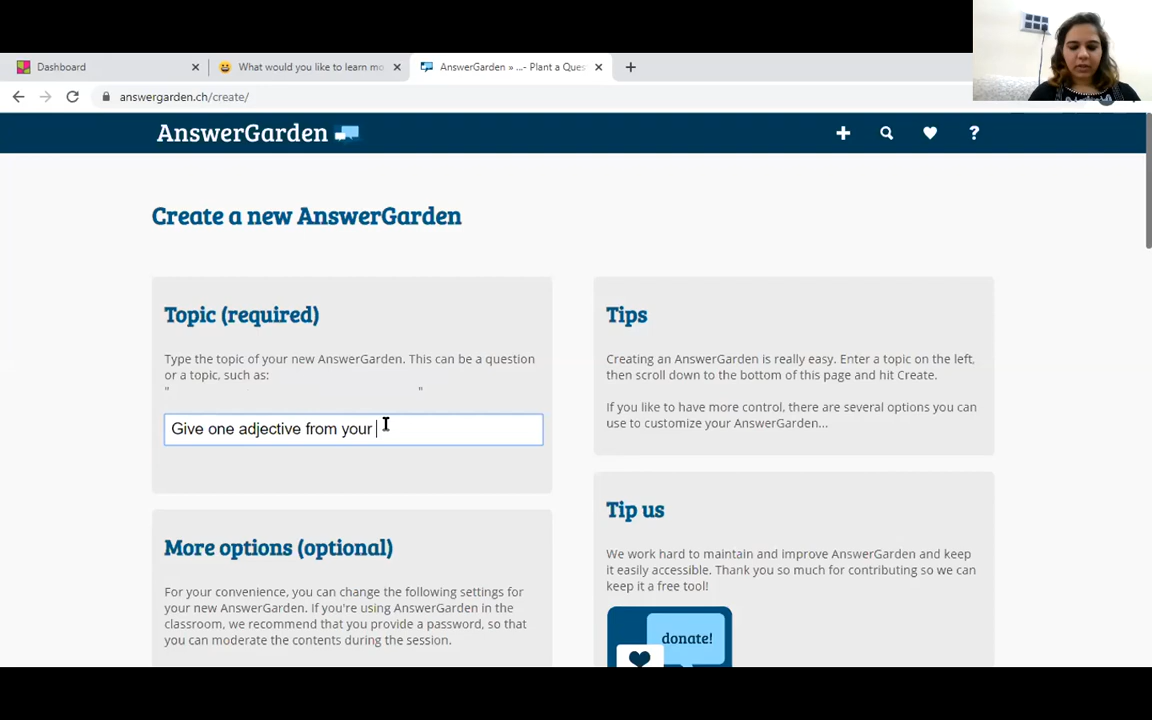 Dashboard
What would you like to learn mo
AnswerGarden » ...- Plant a Ques
answergarden.ch/create/
AnswerGarden
Create a new AnswerGarden
Topic (required)
Type the topic of your new AnswerGarden. This can be a question
or a topic, such as:
" "
Give one adjective from your
More options (optional)
For your convenience, you can change the following settings for
your new AnswerGarden. If you're using AnswerGarden in the
classroom, we recommend that you provide a password, so that
you can moderate the contents during the session.
Tips
Creating an AnswerGarden is really easy. Enter a topic on the left,
then scroll down to the bottom of this page and hit Create.
If you like to have more control, there are several options you can
use to customize your AnswerGarden...
Tip us
We work hard to maintain and improve AnswerGarden and keep
it easily accessible. Thank you so much for contributing so we can
keep it a free tool!
donate!